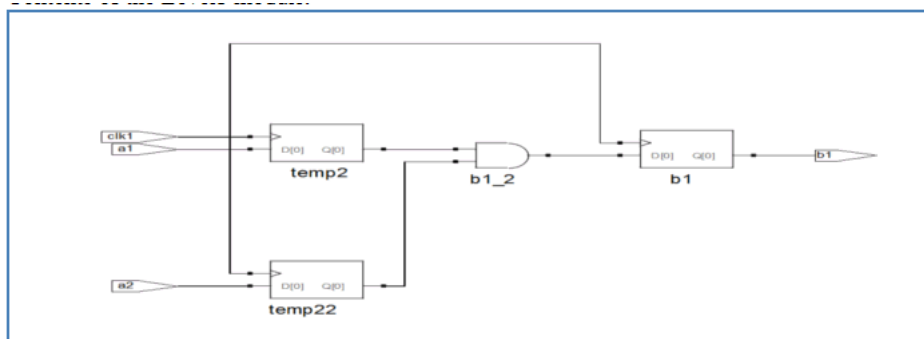 clk1
a1
D[0] Q[0]
temp2
b1_2
D[0] Q[0]
b1
b1
a2
D[0] Q[0]
temp22